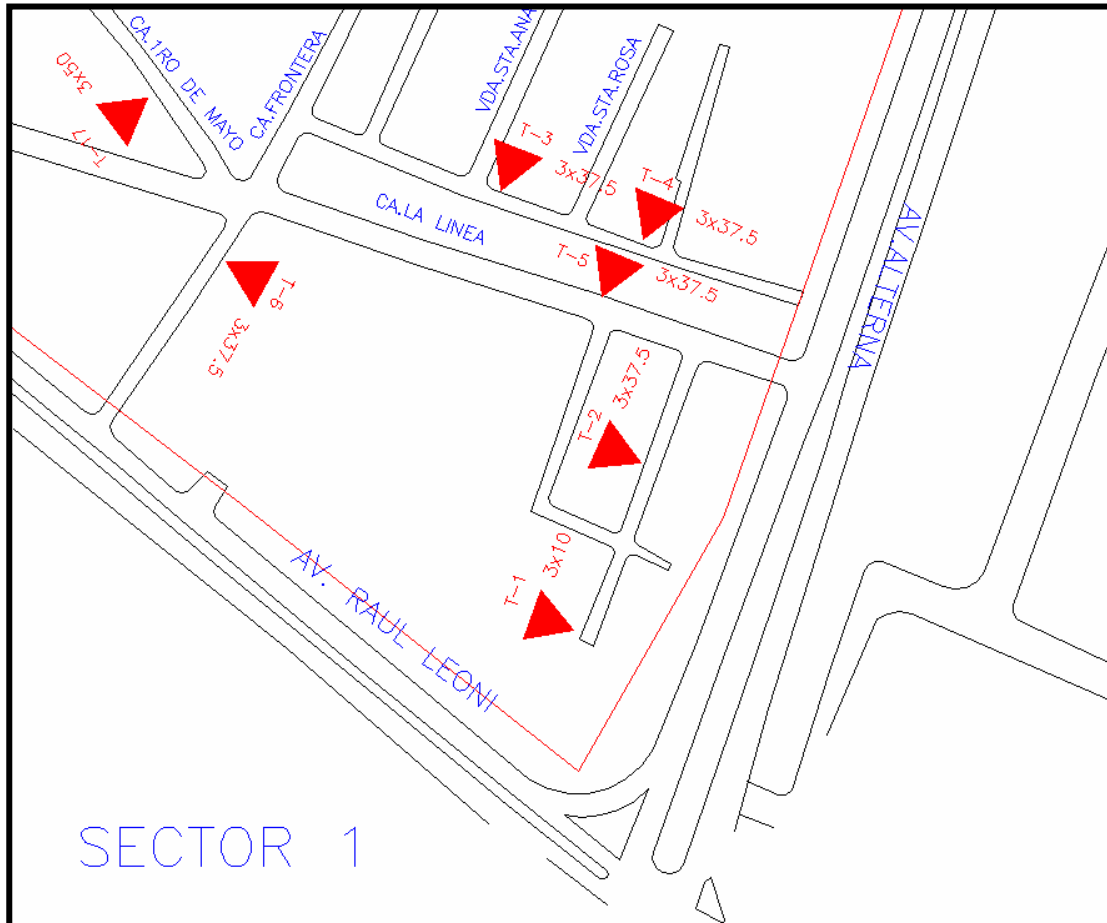 CA.1RO DE MAYO
CA.FRONTERA
VDA.STA.ANA
VDA.STA.ROSA
3x50
T-17
T-3
3x37.5
T-4
3x37.5
CA.LA LINEA
T-5
3x37.5
AV.ALTERNA
T-6
3x37.5
T-2
3x37.5
T-1
3x10
AV. RAUL LEONI
SECTOR 1